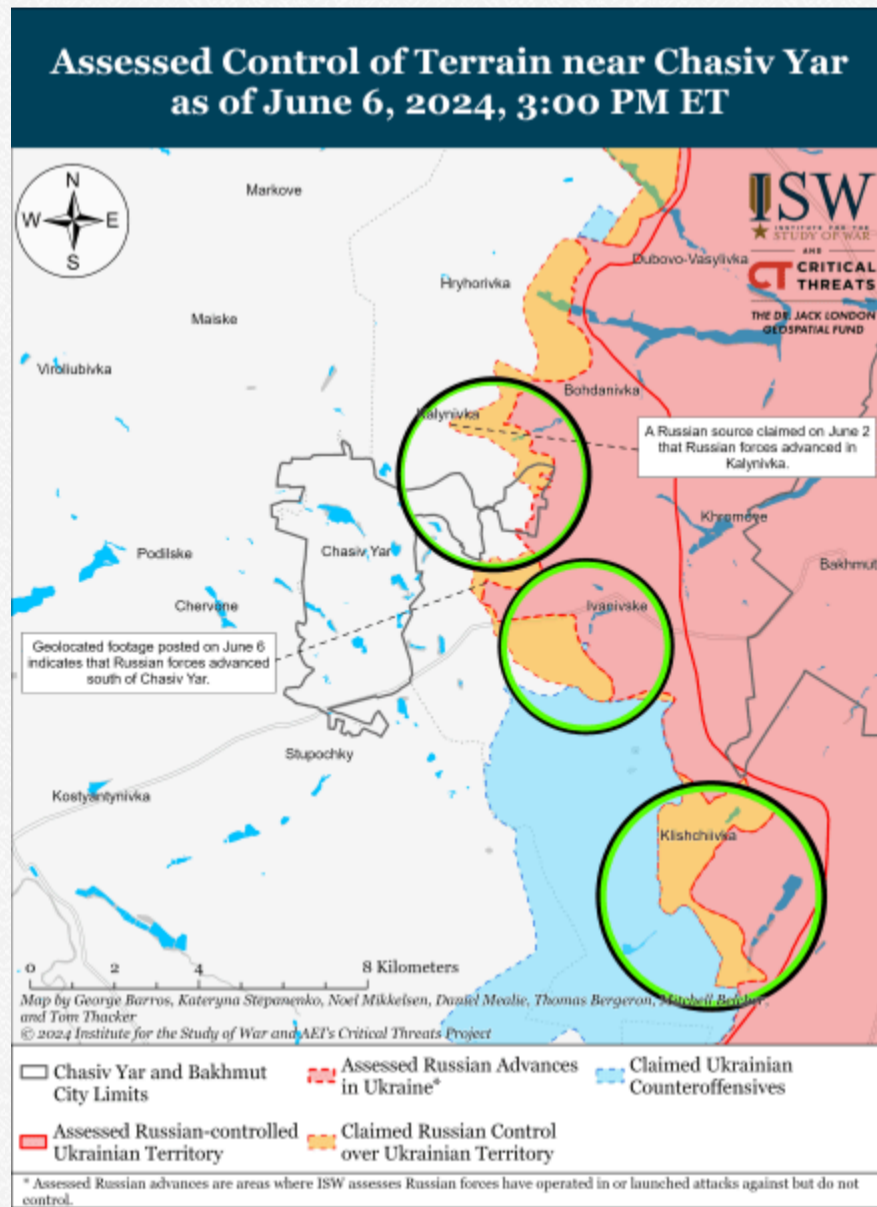 Assessed Control of Terrain near Chasiv Yar
as of June 6, 2024, 3:00 PM ET
N
W E
S
Markove
ISW
INSTITUTE FOR THE
STUDY OF WAR
AND
CT CRITICAL
THREATS
THE DR. JACK LONDON
GEOSPATIAL FUND
Dubovo-Vasylivka
Hryhorivka
Maiske
Viroliubivka
Bohdanivka
Kalynivka
A Russian source claimed on June 2
that Russian forces advanced in
Kalynivka.
Khromove
Podilske
Chasiv Yar
Bakhmut
Chervone
Ivanivske
Geolocated footage posted on June 6
indicates that Russian forces advanced
south of Chasiv Yar.
Stupochky
Kostyantynivka
Klishchiivka
0 2 4 8 Kilometers
Map by George Barros, Kateryna Stepanenko, Noel Mikkelsen, Daniel Mealie, Thomas Bergeron, Mitchell Belcher,
and Tom Thacker
© 2024 Institute for the Study of War and AEI's Critical Threats Project
Chasiv Yar and Bakhmut
City Limits
Assessed Russian Advances
in Ukraine*
Claimed Ukrainian
Counteroffensives
Assessed Russian-controlled
Ukrainian Territory
Claimed Russian Control
over Ukrainian Territory
* Assessed Russian advances are areas where ISW assesses Russian forces have operated in or launched attacks against but do not
control.